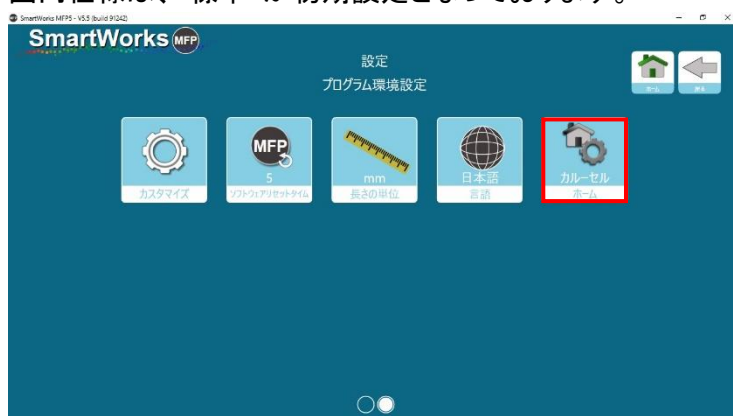 SmartWorks MFP5 - V5.5 (build 91242)
SmartWorks MFP
設定
プログラム環境設定
ホーム
戻る
MFP
5
mm
日本語
カルーセル
カスタマイズ
ソフトウェアリセットタイム
長さの単位
言語
ホーム